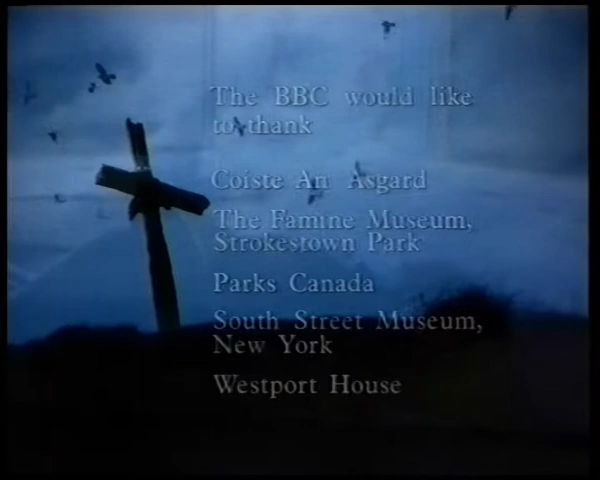 The BBC would like
to thank
Coiste An Asgard
The Famine Museum,
Strokestown Park
Parks Canada
South Street Museum,
New York
Westport House